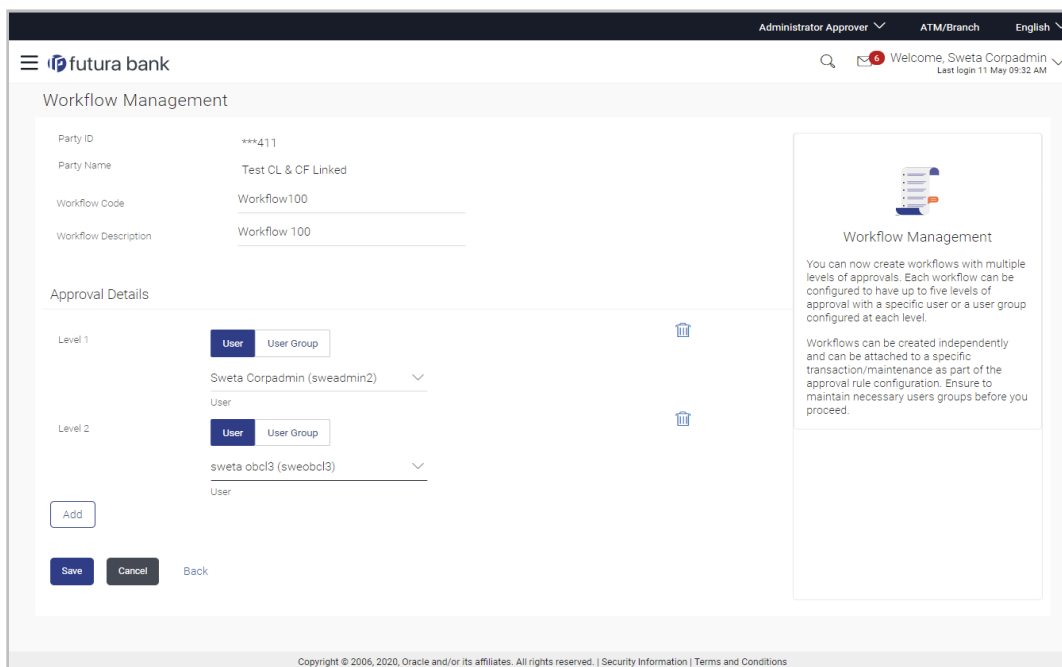 Administrator Approver ATM/Branch English
futura bank
6 Welcome, Sweta Corpadmin
Last login 11 May 09:32 AM
Workflow Management
Party ID ***411
Party Name Test CL & CF Linked
Workflow Code Workflow100
Workflow Description Workflow 100
Approval Details
Level 1 User User Group
Sweta Corpadmin (sweadmin2)
User
Level 2 User User Group
sweta obcl3 (sweobcl3)
User
Add
Save Cancel Back
Workflow Management
You can now create workflows with multiple
levels of approvals. Each workflow can be
configured to have up to five levels of
approval with a specific user or a user group
configured at each level.
Workflows can be created independently
and can be attached to a specific
transaction/maintenance as part of the
approval rule configuration. Ensure to
maintain necessary users groups before you
proceed.
Copyright © 2006, 2020, Oracle and/or its affiliates. All rights reserved. | Security Information | Terms and Conditions